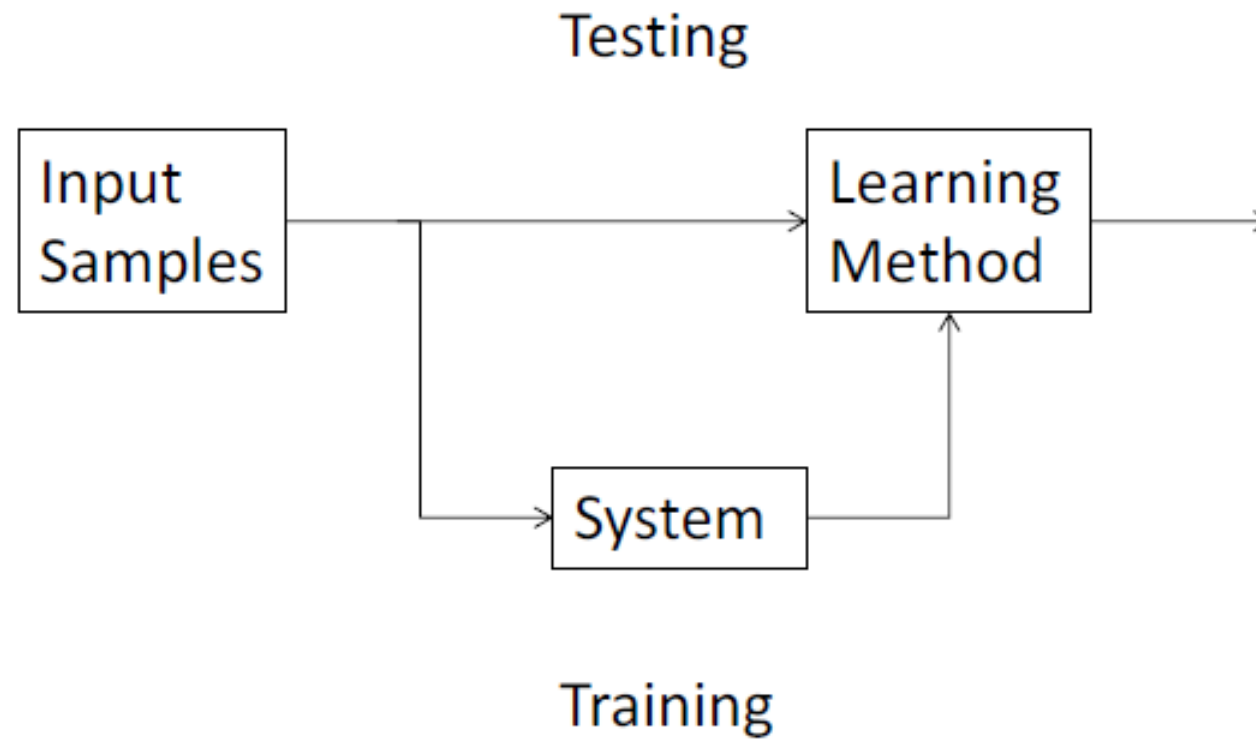 Testing
Input
Samples
Learning
Method
System
Training